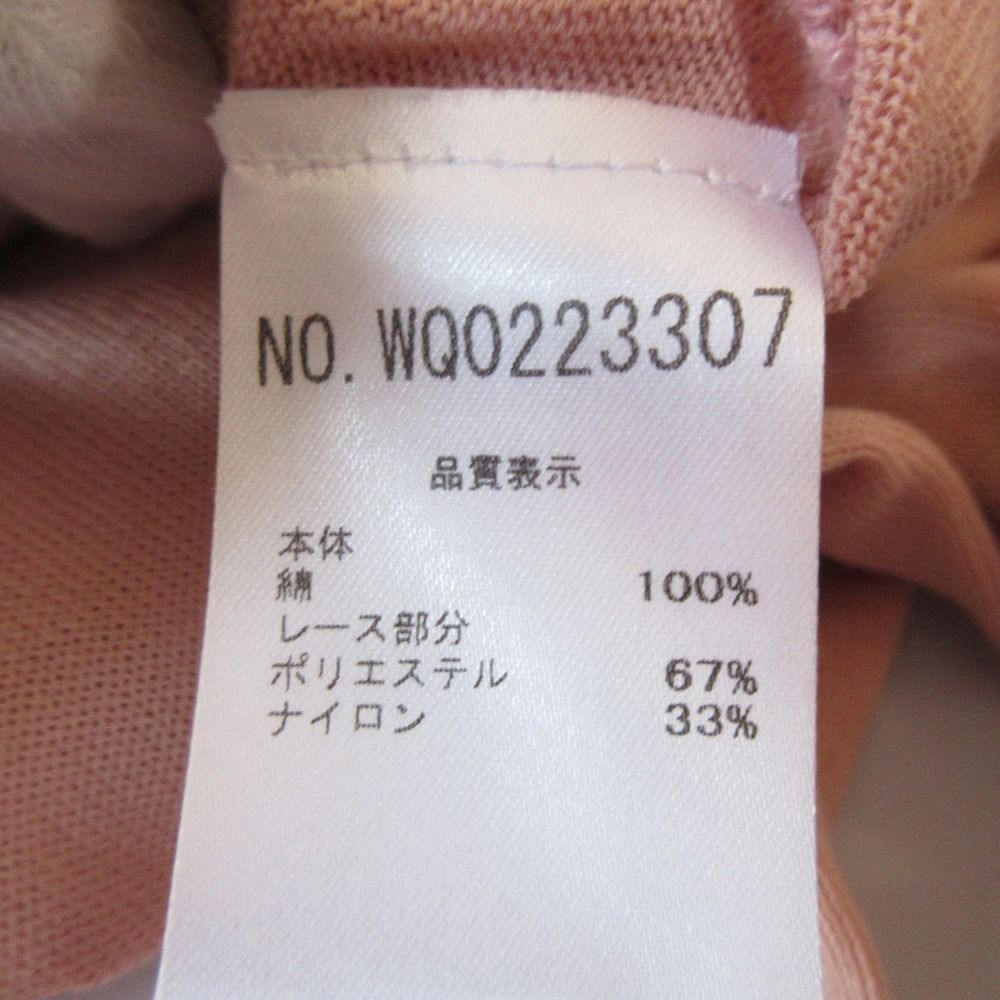 NO. WQ0223307
品質表示
本体
綿 100%
レース部分
ポリエステル 67%
ナイロン 33%